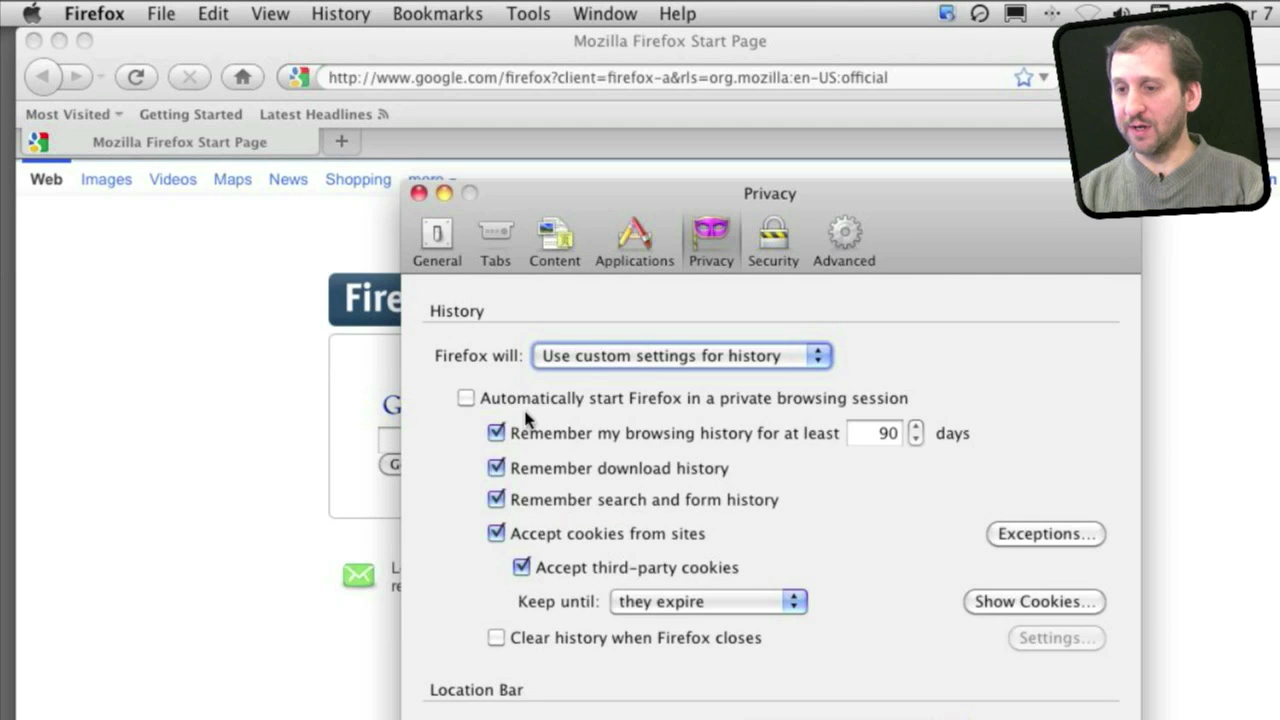 Firefox File Edit View History Bookmarks Tools Window Help
7
Mozilla Firefox Start Page
http://www.google.com/firefox?client=firefox-a&rls=org.mozilla:en-US:official
Most Visited Getting Started Latest Headlines
Mozilla Firefox Start Page +
Web Images Videos Maps News Shopping more
Privacy
General Tabs Content Applications Privacy Security Advanced
Fire
History
Firefox will: Use custom settings for history
Automatically start Firefox in a private browsing session
G
Remember my browsing history for at least 90 days
G
Remember download history
Remember search and form history
Accept cookies from sites Exceptions...
Accept third-party cookies
L
re
Keep until: they expire Show Cookies...
Clear history when Firefox closes Settings...
Location Bar